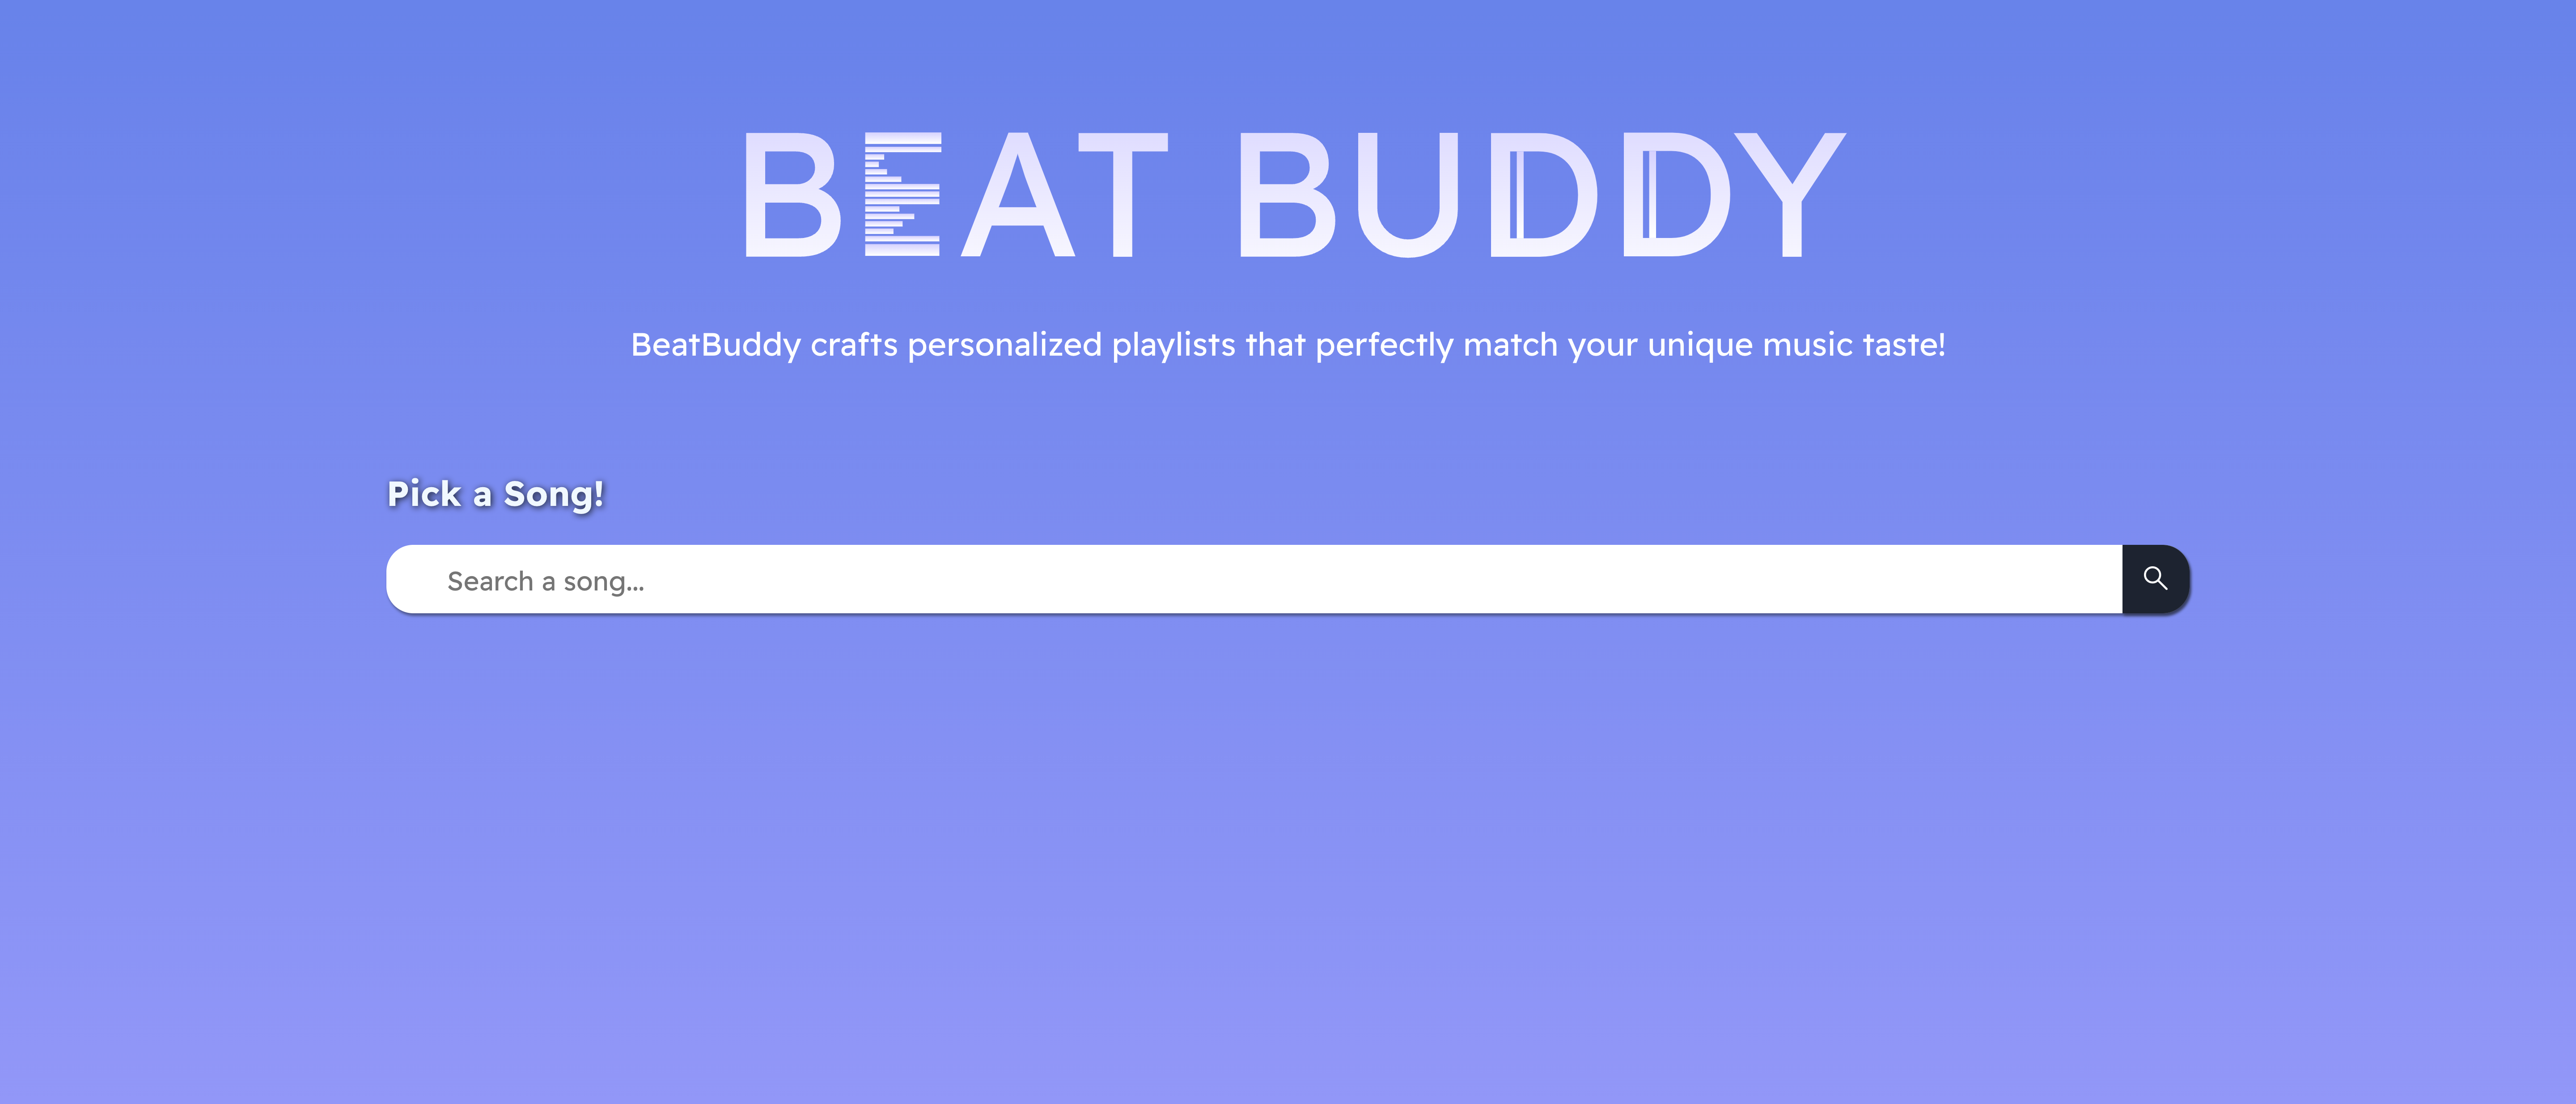 BEAT BUDDY
BeatBuddy crafts personalized playlists that perfectly match your unique music taste!
Pick a Song!
Search a song...